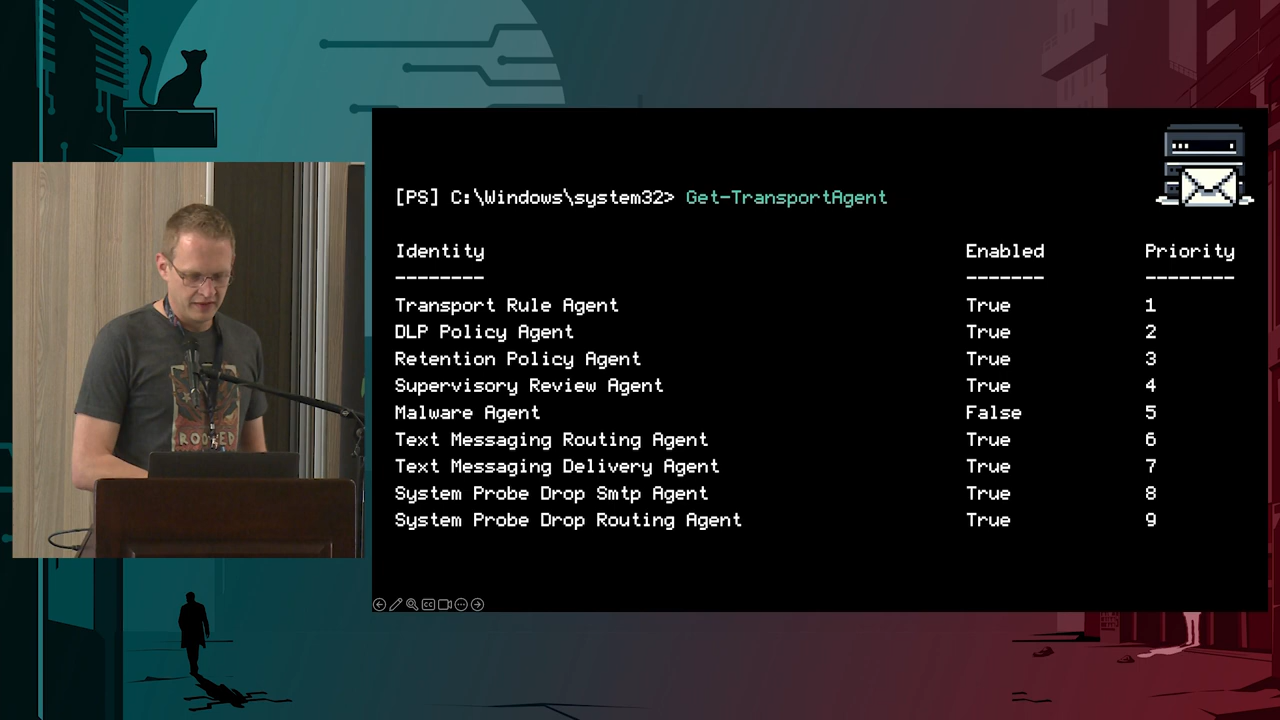 [PS] C:\Windows\system32> Get-TransportAgent
Identity Enabled Priority
-------- ------- --------
Transport Rule Agent True 1
DLP Policy Agent True 2
Retention Policy Agent True 3
Supervisory Review Agent True 4
Malware Agent False 5
Text Messaging Routing Agent True 6
Text Messaging Delivery Agent True 7
System Probe Drop Smtp Agent True 8
System Probe Drop Routing Agent True 9
CC
ROOTED